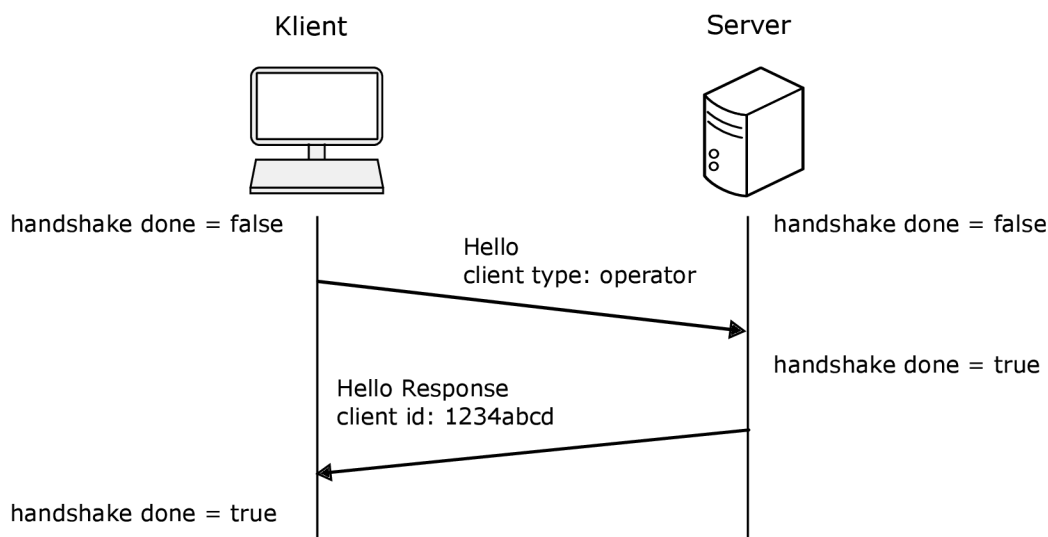 Klient
Server
handshake done = false
handshake done = false
Hello
client type: operator
handshake done = true
Hello Response
client id: 1234abcd
handshake done = true